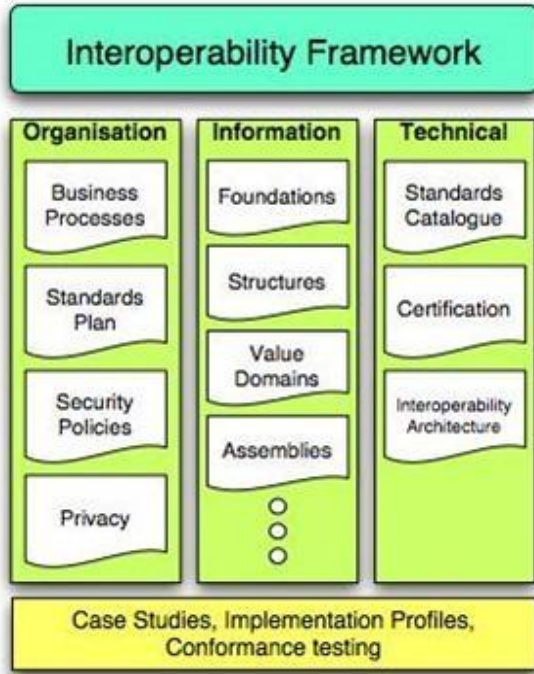 Interoperability Framework
Organisation
Business
Processes
Standards
Plan
Security
Policies
Privacy
Information
Foundations
Structures
Value
Domains
Assemblies
Technical
Standards
Catalogue
Certification
Interoperability
Architecture
Case Studies, Implementation Profiles,
Conformance testing